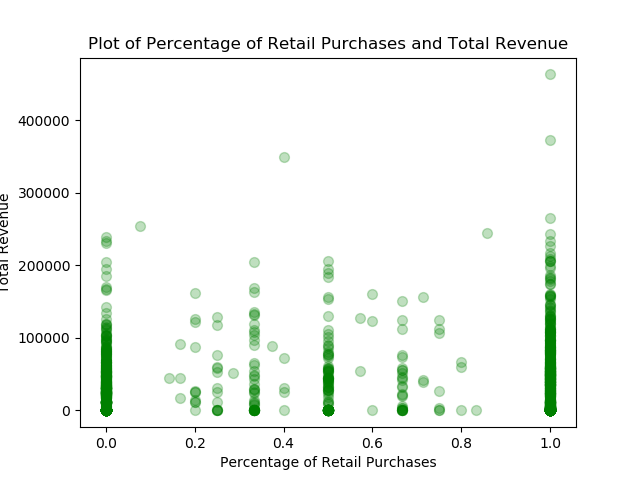 Plot of Percentage of Retail Purchases and Total Revenue
400000
300000
200000
100000
0
Total Revenue
0.0 0.2 0.4 0.6 0.8 1.0
Percentage of Retail Purchases